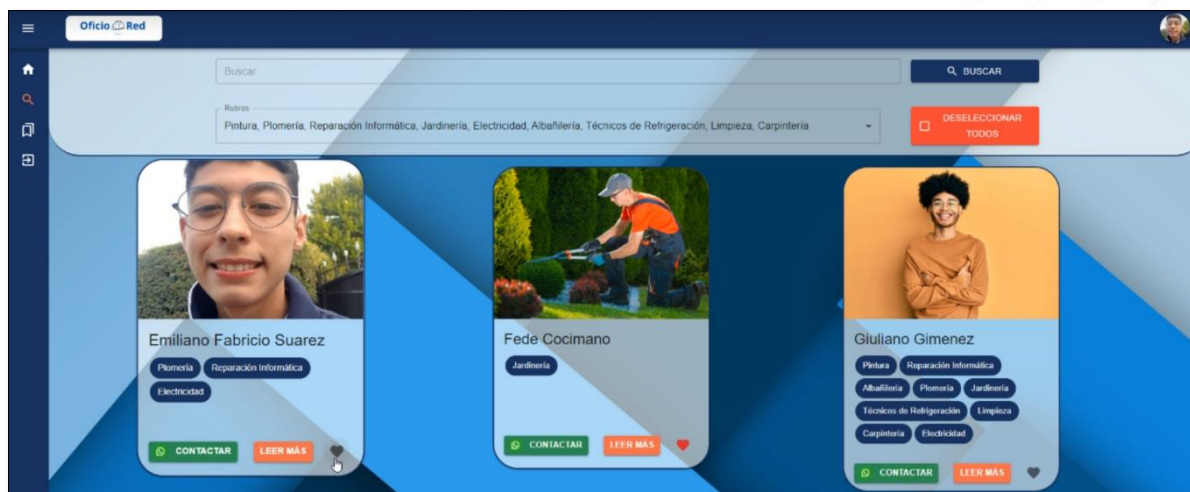 Oficio Red
Buscar
BUSCAR
Rubros
Pintura, Plomería, Reparación Informática, Jardinería, Electricidad, Albañilería, Técnicos de Refrigeración, Limpieza, Carpintería
DESELECCIONAR
TODOS
Emiliano Fabricio Suarez
Plomería Reparación Informática
Electricidad
CONTACTAR LEER MÁS
Fede Cocimano
Jardinería
CONTACTAR LEER MÁS
Giuliano Gimenez
Pintura Reparación Informática
Albañilería Plomería Jardinería
Técnicos de Refrigeración Limpieza
Carpintería Electricidad
CONTACTAR LEER MÁS